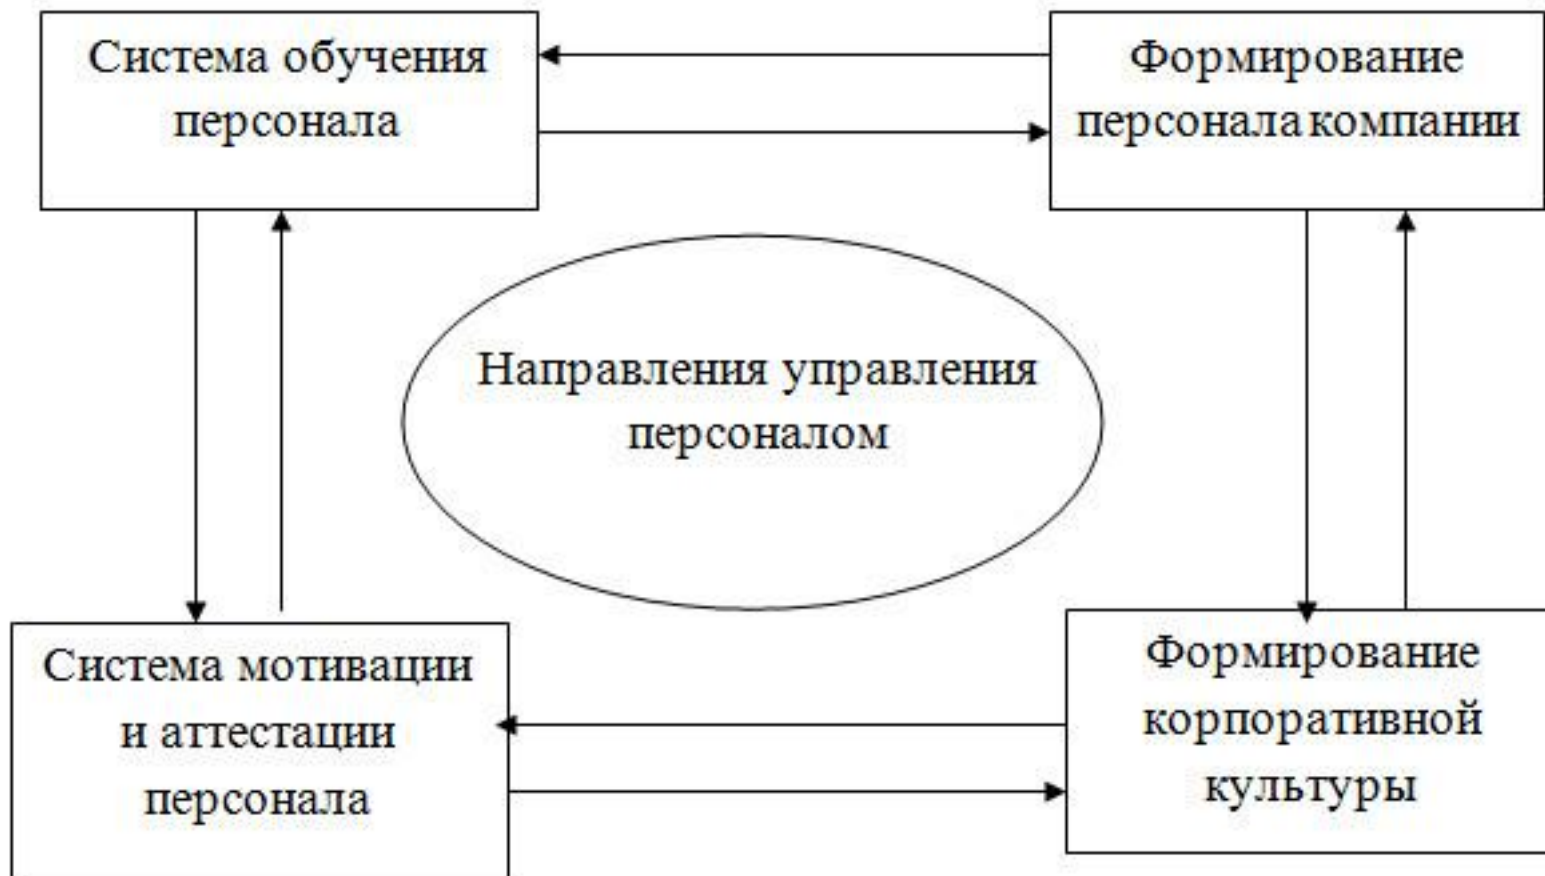 Система обучения
персонала
Формирование
персонала компании
Направления управления
персоналом
Система мотивации
и аттестации
персонала
Формирование
корпоративной
культуры